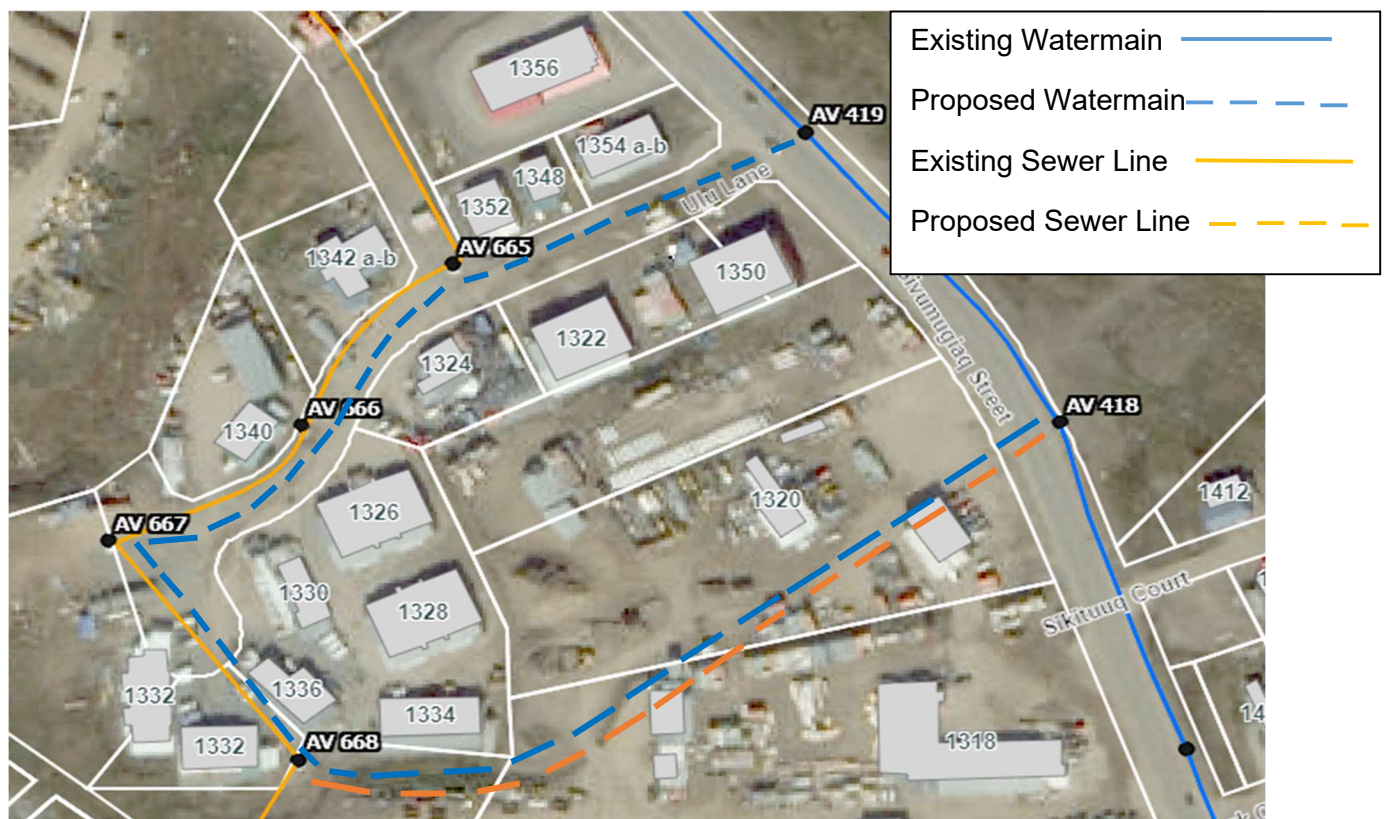 Existing Watermain
Proposed Watermain
Existing Sewer Line
Proposed Sewer Line
1356
AV 419
1354 a-b
1348
Ulu Lane
1352
AV 665
1342 a-b
1350
1322
1324
Sivumugiaq Street
AV 666
AV 418
1340
1412
1320
1326
AV 667
1330
1328
Sikituuq Court
1336
1332
1334
1332
AV 668
1318